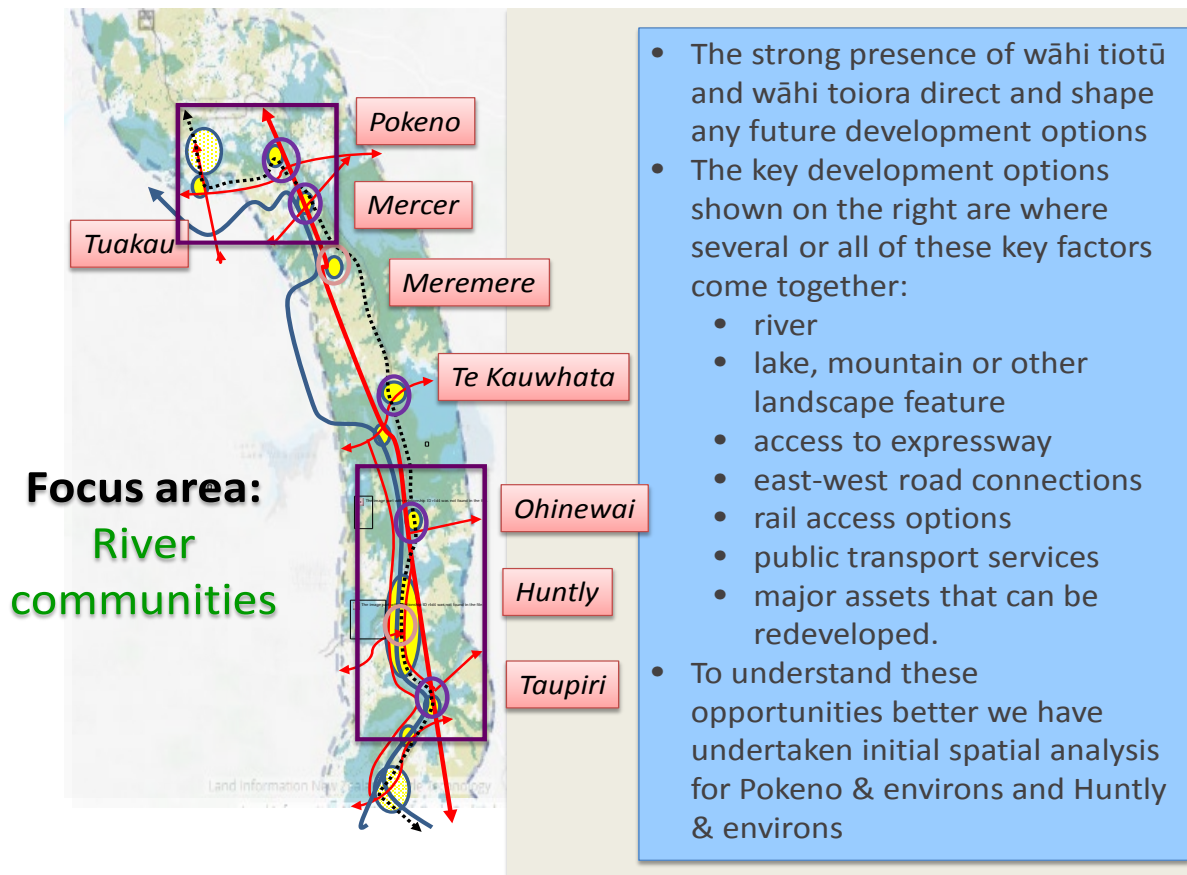 Pokeno
Mercer
Tuakau
Meremere
Te Kauwhata
Focus area:
River
communities
Ohinewai
Huntly
Taupiri
Land Information New
• The strong presence of wāhi tiotū
and wāhi toiora direct and shape
any future development options
• The key development options
shown on the right are where
several or all of these key factors
come together:
• river
• lake, mountain or other
landscape feature
• access to expressway
• east-west road connections
• rail access options
• public transport services
• major assets that can be
redeveloped.
• To understand these
opportunities better we have
undertaken initial spatial analysis
for Pokeno & environs and Huntly
& environs